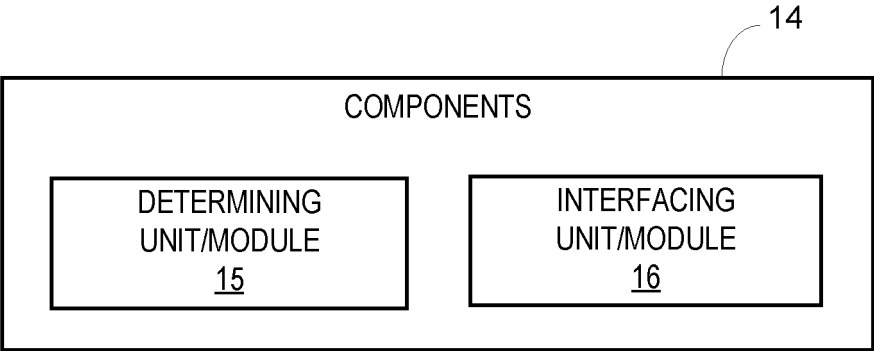 14
COMPONENTS
DETERMINING
UNIT/MODULE
15
INTERFACING
UNIT/MODULE
16